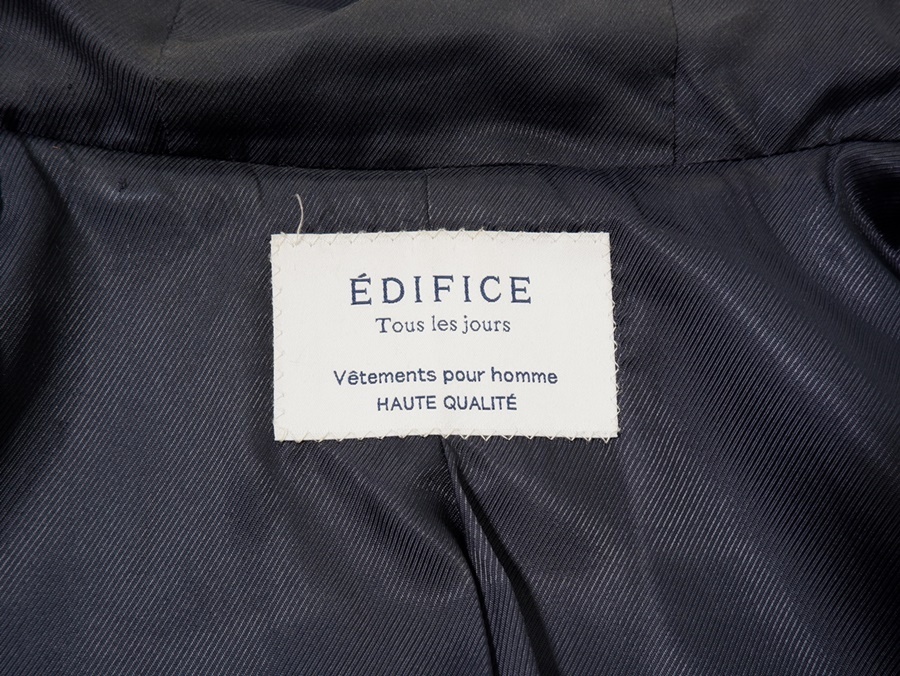 ÉDIFICE
Tous les jours
Vêtements pour homme
HAUTE QUALITÉ